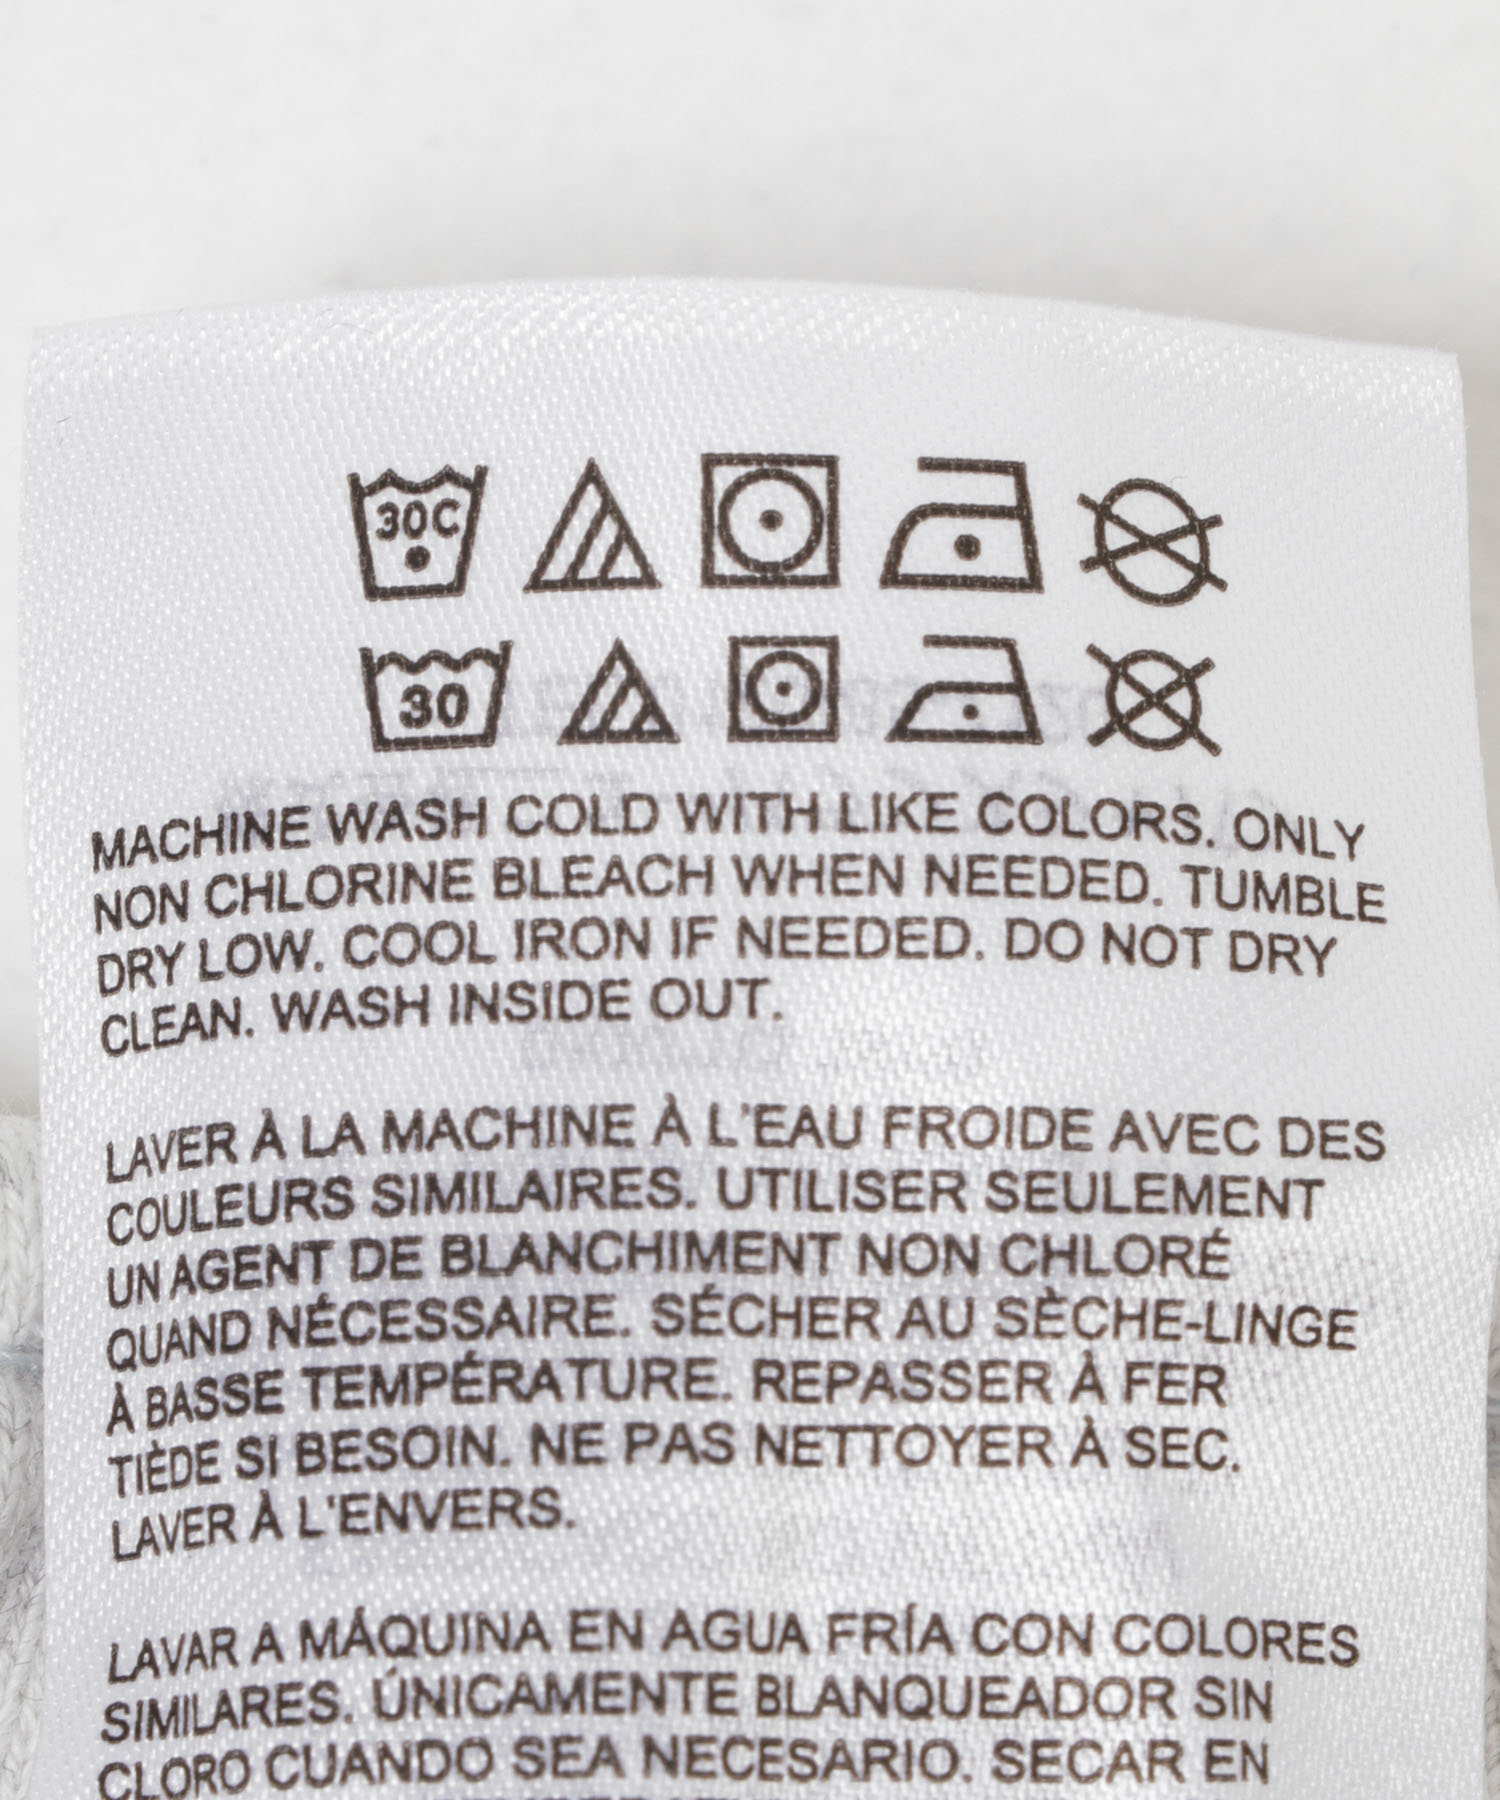 30C
30
MACHINE WASH COLD WITH LIKE COLORS. ONLY
NON CHLORINE BLEACH WHEN NEEDED. TUMBLE
DRY LOW. COOL IRON IF NEEDED. DO NOT DRY
CLEAN. WASH INSIDE OUT.
LAVER À LA MACHINE À L'EAU FROIDE AVEC DES
COULEURS SIMILAIRES. UTILISER SEULEMENT
UN AGENT DE BLANCHIMENT NON CHLORÉ
QUAND NÉCESSAIRE. SÉCHER AU SÈCHE-LINGE
À BASSE TEMPÉRATURE. REPASSER À FER
TIÈDE SI BESOIN. NE PAS NETTOYER À SEC.
LAVER À L'ENVERS.
LAVAR A MÁQUINA EN AGUA FRÍA CON COLORES
SIMILARES. ÚNICAMENTE BLANQUEADOR SIN
CLORO CUANDO SEA NECESARIO. SECAR EN